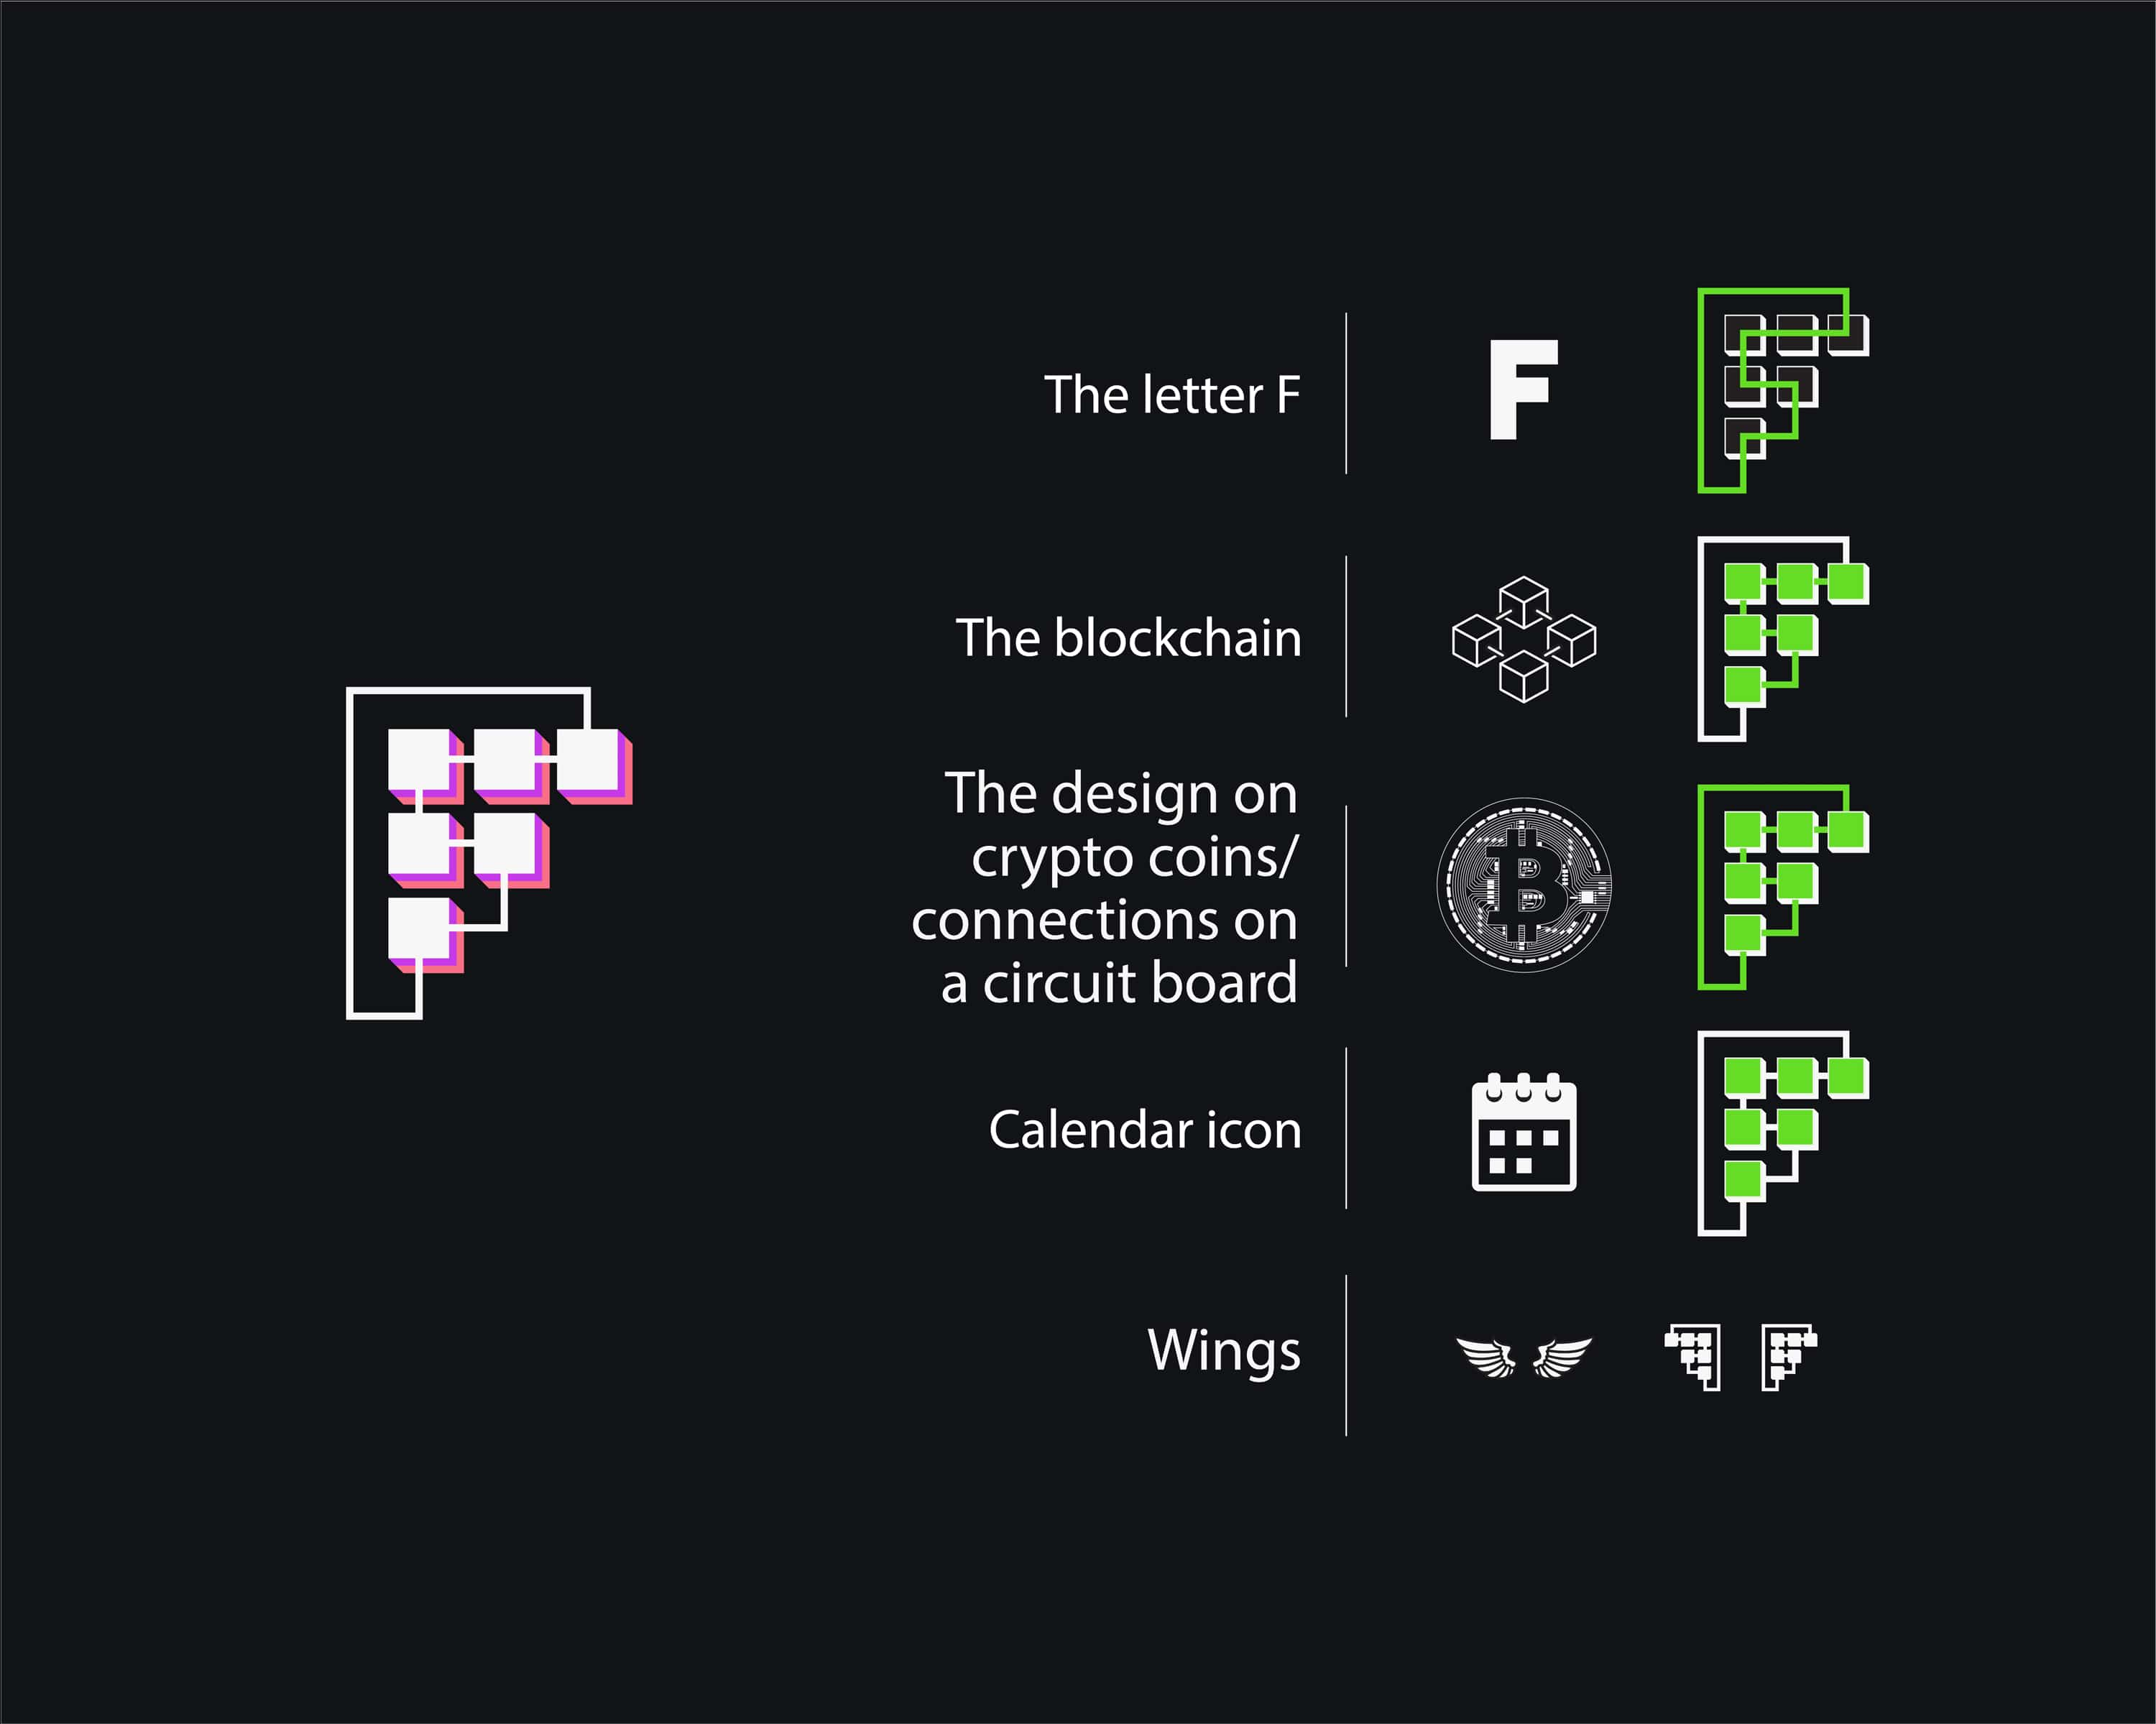 The letter F
F
The blockchain
The design on
crypto coins/
connections on
a circuit board
B
Calendar icon
Wings